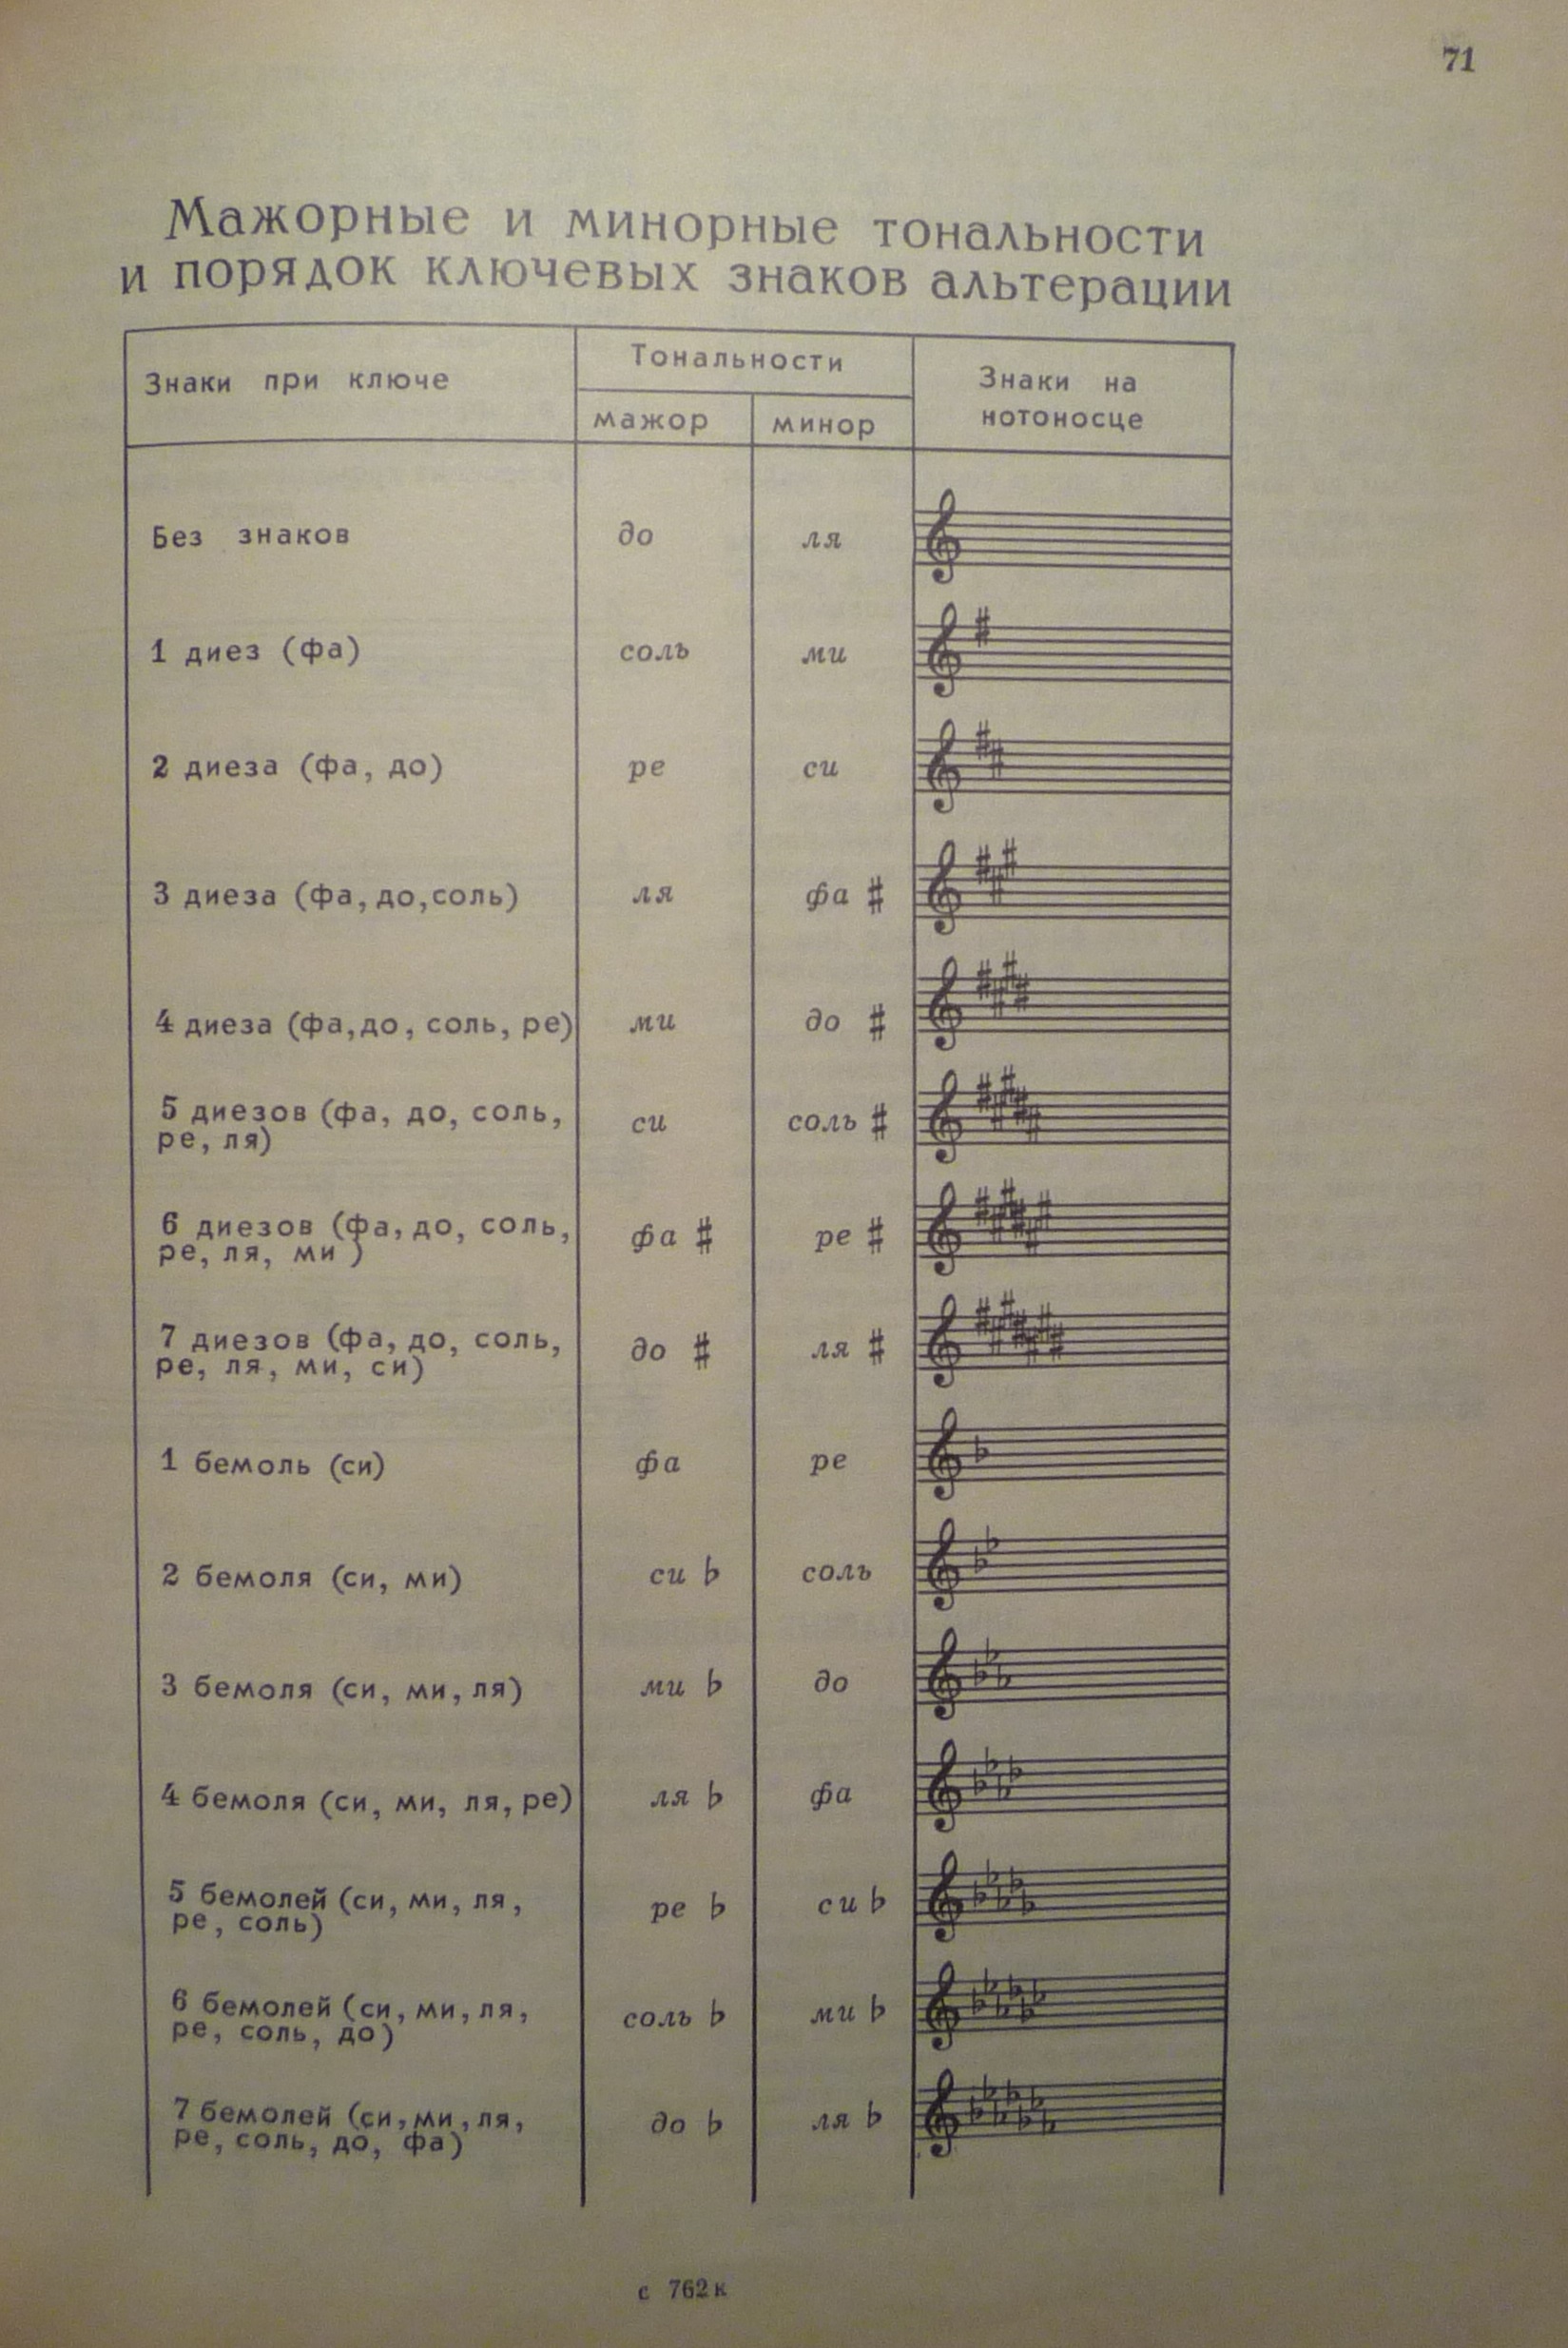 71
Мажорные и минорные тональности
и порядок ключевых знаков альтерации
Знаки при ключе
Тональности
мажор
минор
Знаки на
нотоносце
Без знаков до ля
1 диез (фа) соль ми
2 диеза (фа, до) ре си
3 диеза (фа, до, соль) ля фа ♯
4 диеза (фа, до, соль, ре) ми до ♯
5 диезов (фа, до, соль,
ре, ля)
си соль ♯
6 диезов (фа, до, соль,
ре, ля, ми )
фа ♯ ре ♯
7 диезов (фа, до, соль,
ре, ля, ми, си)
до ♯ ля ♯
1 бемоль (си) фа ре
2 бемоля (си, ми) си ♭ соль
3 бемоля (си, ми, ля) ми ♭ до
4 бемоля (си, ми, ля, ре) ля ♭ фа
5 бемолей (си, ми, ля,
ре, соль)
ре ♭ си ♭
6 бемолей (си, ми, ля,
ре, соль, до)
соль ♭ ми ♭
7 бемолей (си, ми, ля,
ре, соль, до, фа)
до ♭ ля ♭
с 762 к